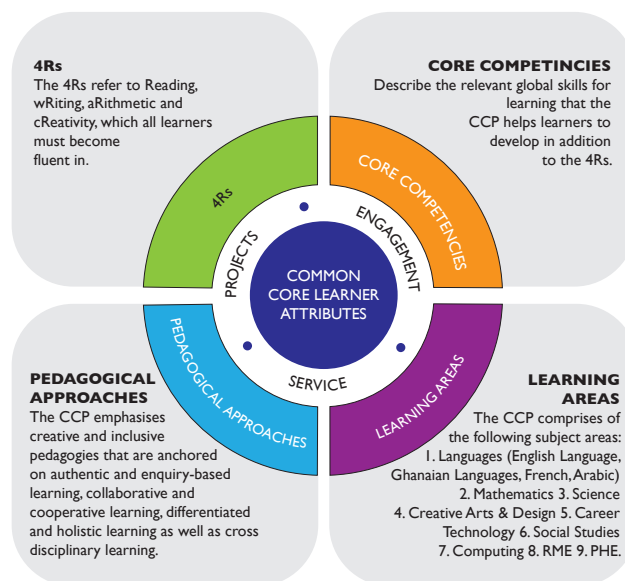 4Rs
The 4Rs refer to Reading,
wRiting, aRithmetic and
cReativity, which all learners
must become
fluent in.
CORE COMPETINCIES
Describe the relevant global skills for
learning that the
CCP helps learners to
develop in addition
to the 4Rs.
4Rs
CORE COMPETENCIES
PROJECTS
ENGAGEMENT
COMMON
CORE LEARNER
ATTRIBUTES
SERVICE
PEDAGOGICAL APPROACHES
LEARNING AREAS
PEDAGOGICAL
APPROACHES
The CCP emphasises
creative and inclusive
pedagogies that are anchored
on authentic and enquiry-based
learning, collaborative and
cooperative learning, differentiated
and holistic learning as well as cross
disciplinary learning.
LEARNING
AREAS
The CCP comprises of
the following subject areas:
1. Languages (English Language,
Ghanaian Languages, French, Arabic)
2. Mathematics 3. Science
4. Creative Arts & Design 5. Career
Technology 6. Social Studies
7. Computing 8. RME 9. PHE.